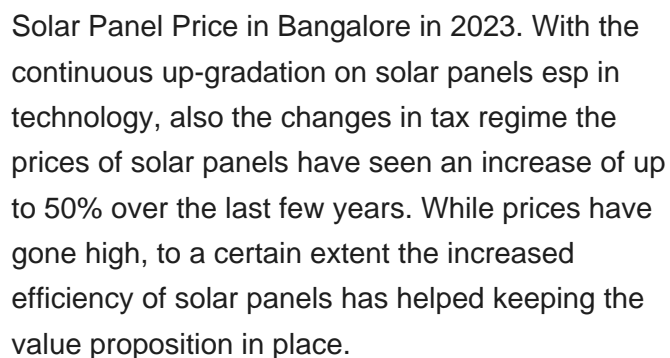 Solar Panel Price in Bangalore in 2023. With the
continuous up-gradation on solar panels esp in
technology, also the changes in tax regime the
prices of solar panels have seen an increase of up
to 50% over the last few years. While prices have
gone high, to a certain extent the increased
efficiency of solar panels has helped keeping the
value proposition in place.